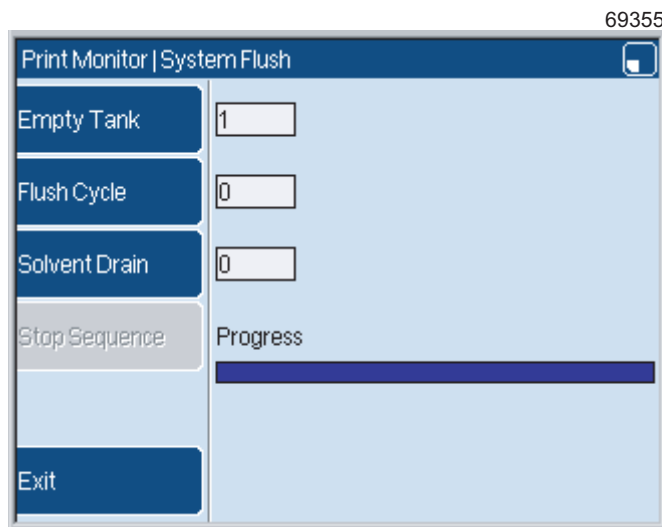 69355
Print Monitor | System Flush
Empty Tank 1
Flush Cycle 0
Solvent Drain 0
Stop Sequence Progress
Exit